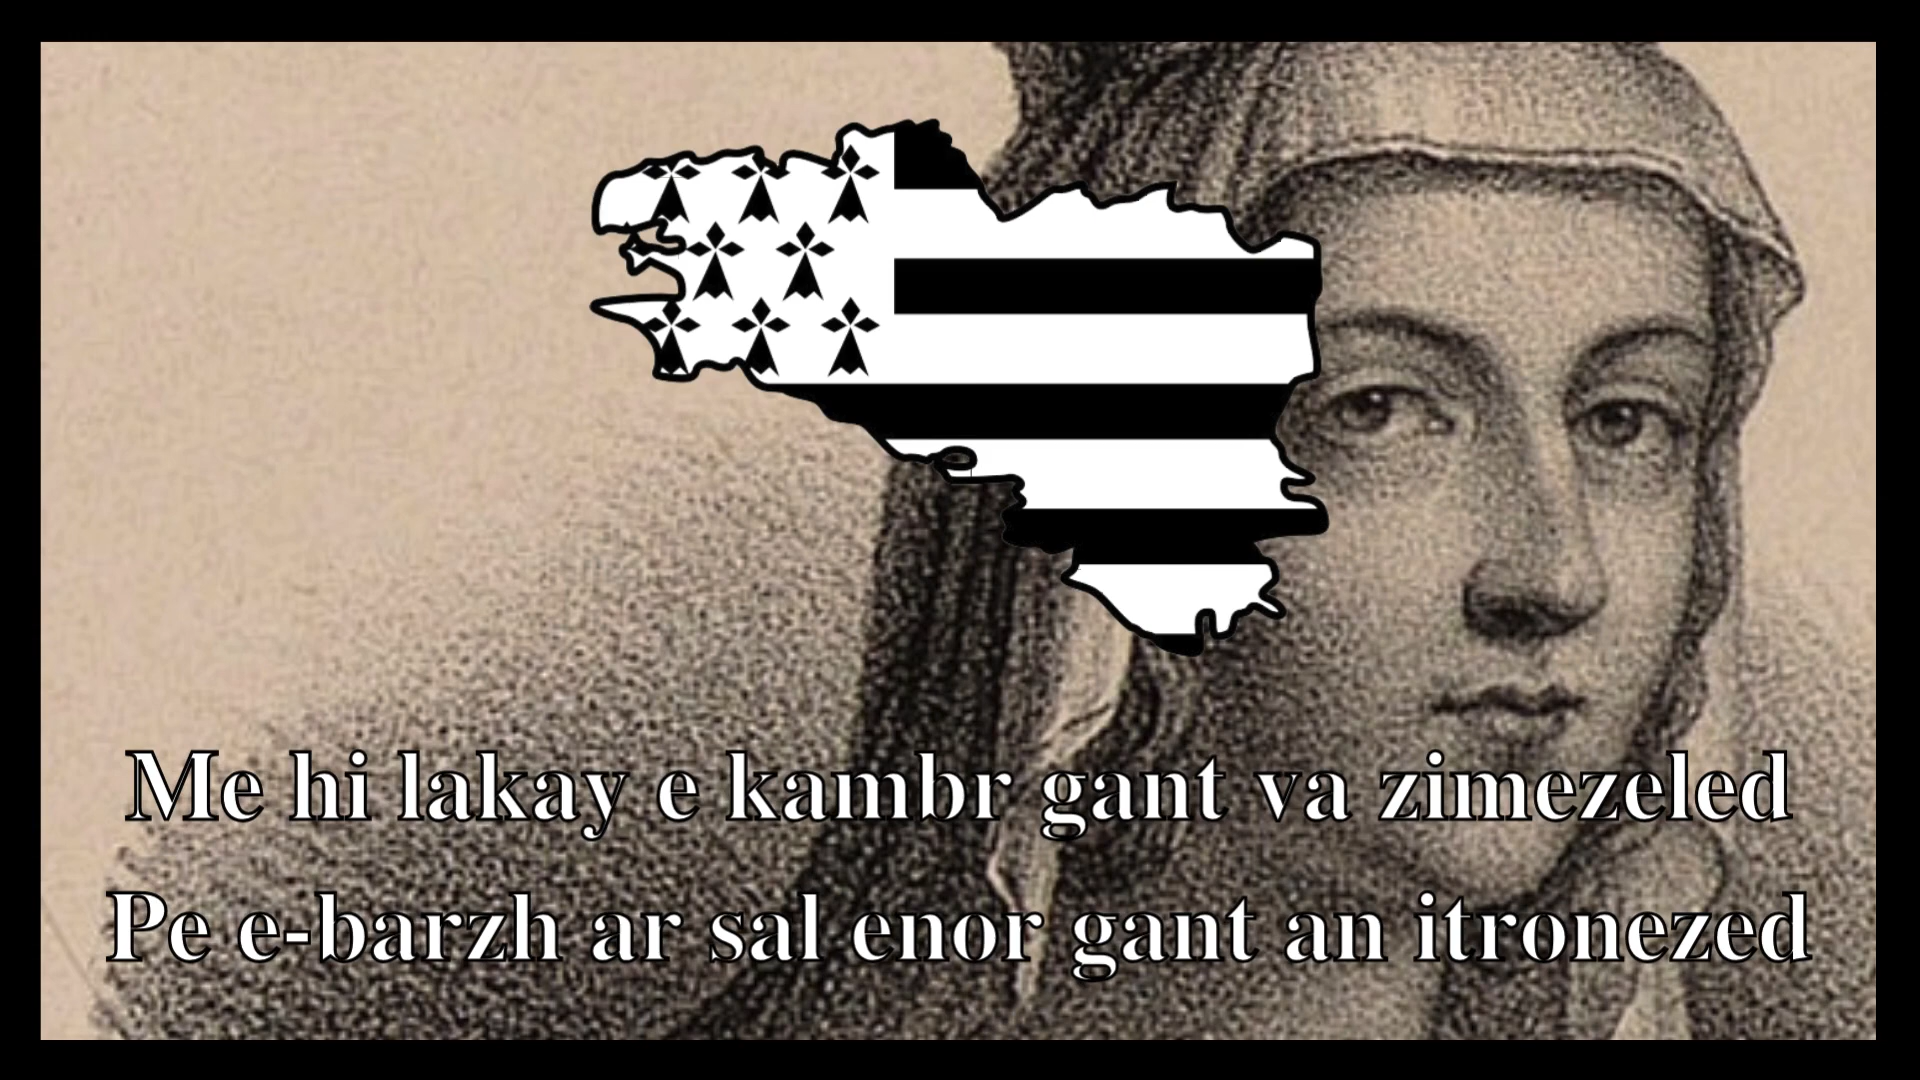 Me hi lakay e kambr gant va zimezeled
Pe e-barzh ar sal enor gant an itronezed